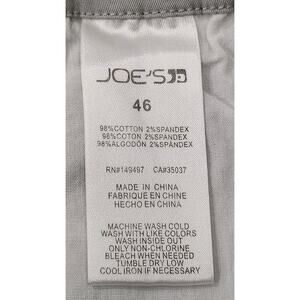 JOE'S
46
98%COTTON 2%SPANDEX
98%COTON 2%SPANDEX
98%ALGODÓN 2%SPANDEX
RN#149497 CA#35037
MADE IN CHINA
FABRIQUE EN CHINE
HECHO EN CHINA
MACHINE WASH COLD
WASH WITH LIKE COLORS
WASH INSIDE OUT
ONLY NON-CHLORINE
BLEACH WHEN NEEDED
TUMBLE DRY LOW
COOL IRON IF NECESSARY